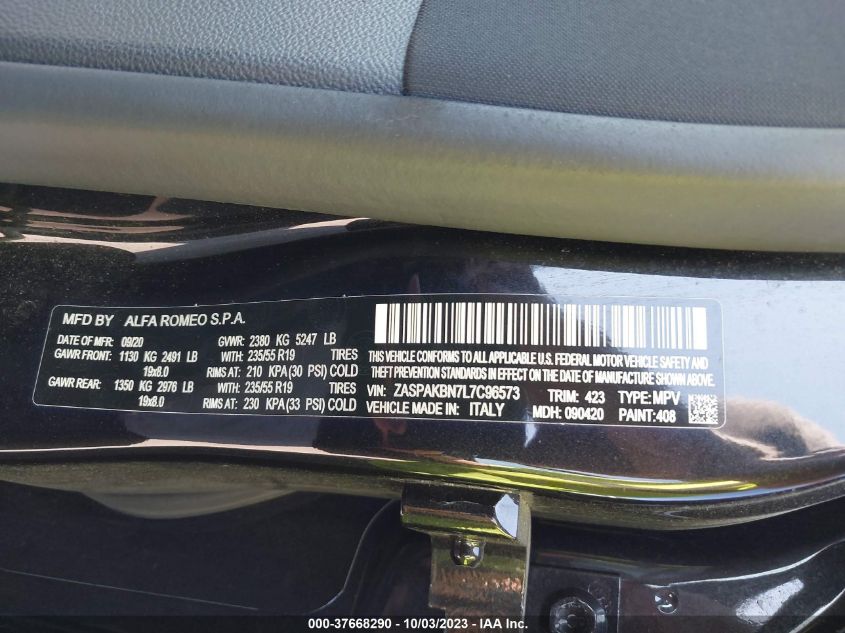 MFD BY ALFA ROMEO S.P.A.
DATE OF MFR: 09/20 GVWR: 2380 KG 5247 LB
GAWR FRONT: 1130 KG 2491 LB WITH: 235/55 R19 TIRES
19x8.0 RIMS AT: 210 KPA (30 PSI) COLD
GAWR REAR: 1350 KG 2976 LB WITH: 235/55 R19 TIRES
19x8.0 RIMS AT: 230 KPA (33 PSI) COLD
THIS VEHICLE CONFORMS TO ALL APPLICABLE U.S. FEDERAL MOTOR VEHICLE SAFETY AND
THEFT PREVENTION STANDARDS IN EFFECT ON THE DATE OF MANUFACTURE SHOWN ABOVE.
VIN: ZASPAKBN7L7C96573 TRIM: 423 TYPE: MPV
VEHICLE MADE IN: ITALY MDH: 090420 PAINT: 408
000-37668290 - 10/03/2023 - IAA Inc.